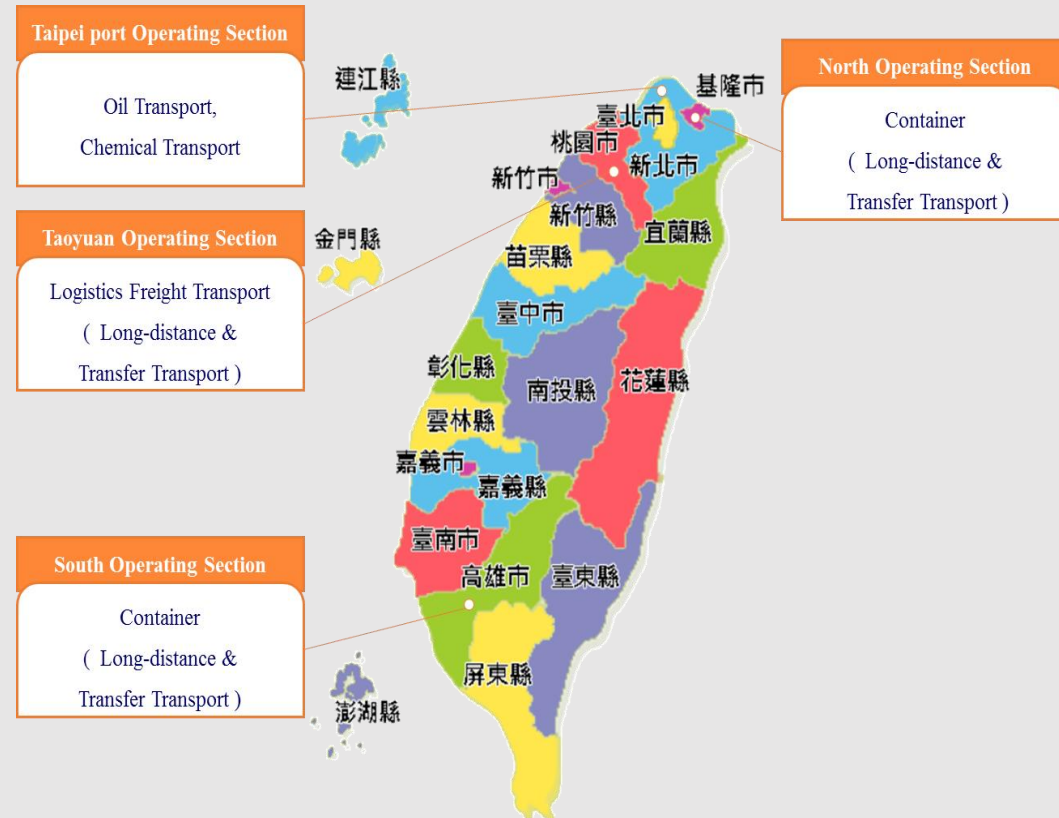 Taipei port Operating Section
Oil Transport,
Chemical Transport
North Operating Section
Container
( Long-distance &
Transfer Transport )
Taoyuan Operating Section
Logistics Freight Transport
( Long-distance &
Transfer Transport )
South Operating Section
Container
( Long-distance &
Transfer Transport )
連江縣
基隆市
臺北市
桃園市
新北市
新竹市
新竹縣
宜蘭縣
金門縣
苗栗縣
臺中市
彰化縣
南投縣
花蓮縣
雲林縣
嘉義市
嘉義縣
臺南市
高雄市
臺東縣
屏東縣
澎湖縣